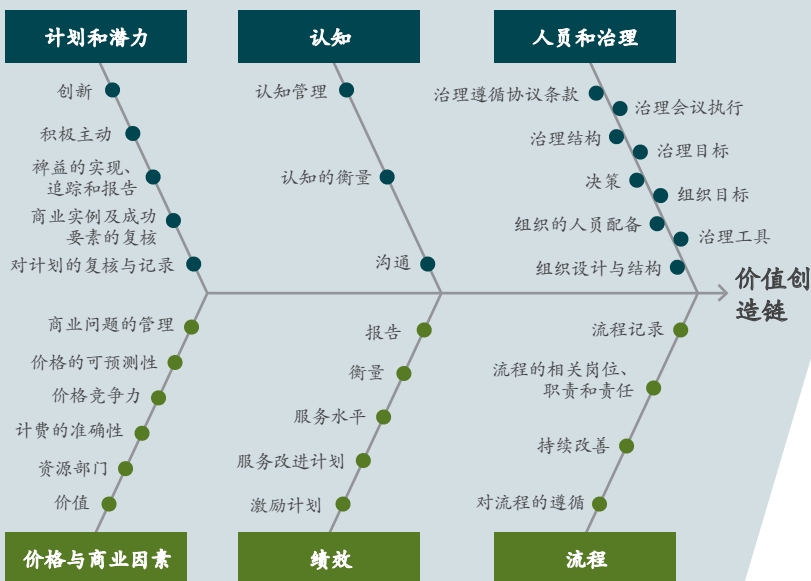 计划和潜力
认知
人员和治理
创新
积极主动
裨益的实现、
追踪和报告
商业实例及成功
要素的复核
对计划的复核与记录
认知管理
认知的衡量
沟通
治理遵循协议条款
治理会议执行
治理结构
治理目标
决策
组织目标
组织的人员配备
治理工具
组织设计与结构
价值创
造链
商业问题的管理
价格的可预测性
价格竞争力
计费的准确性
资源部门
价值
报告
衡量
服务水平
服务改进计划
激励计划
流程记录
流程的相关岗位、
职责和责任
持续改善
对流程的遵循
价格与商业因素
绩效
流程